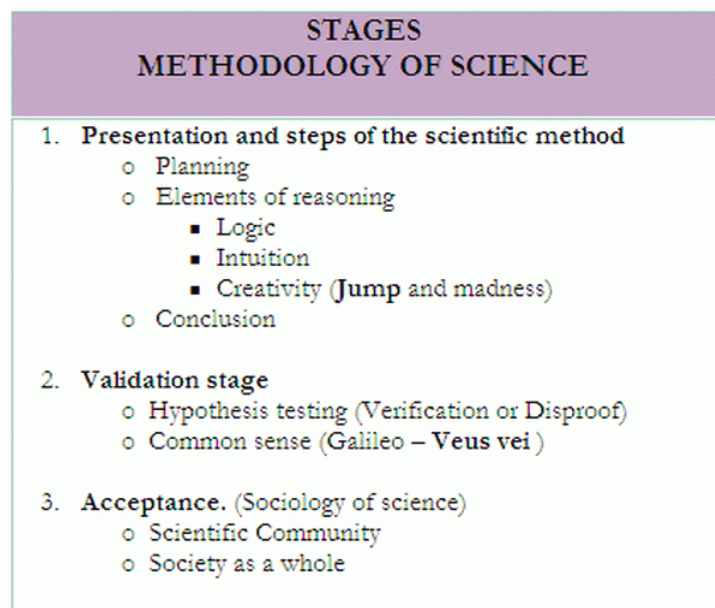 STAGES
METHODOLOGY OF SCIENCE
1. Presentation and steps of the scientific method
o Planning
o Elements of reasoning
▪ Logic
▪ Intuition
▪ Creativity (Jump and madness)
o Conclusion
2. Validation stage
o Hypothesis testing (Verification or Disproof)
o Common sense (Galileo – Veus vei )
3. Acceptance. (Sociology of science)
o Scientific Community
o Society as a whole